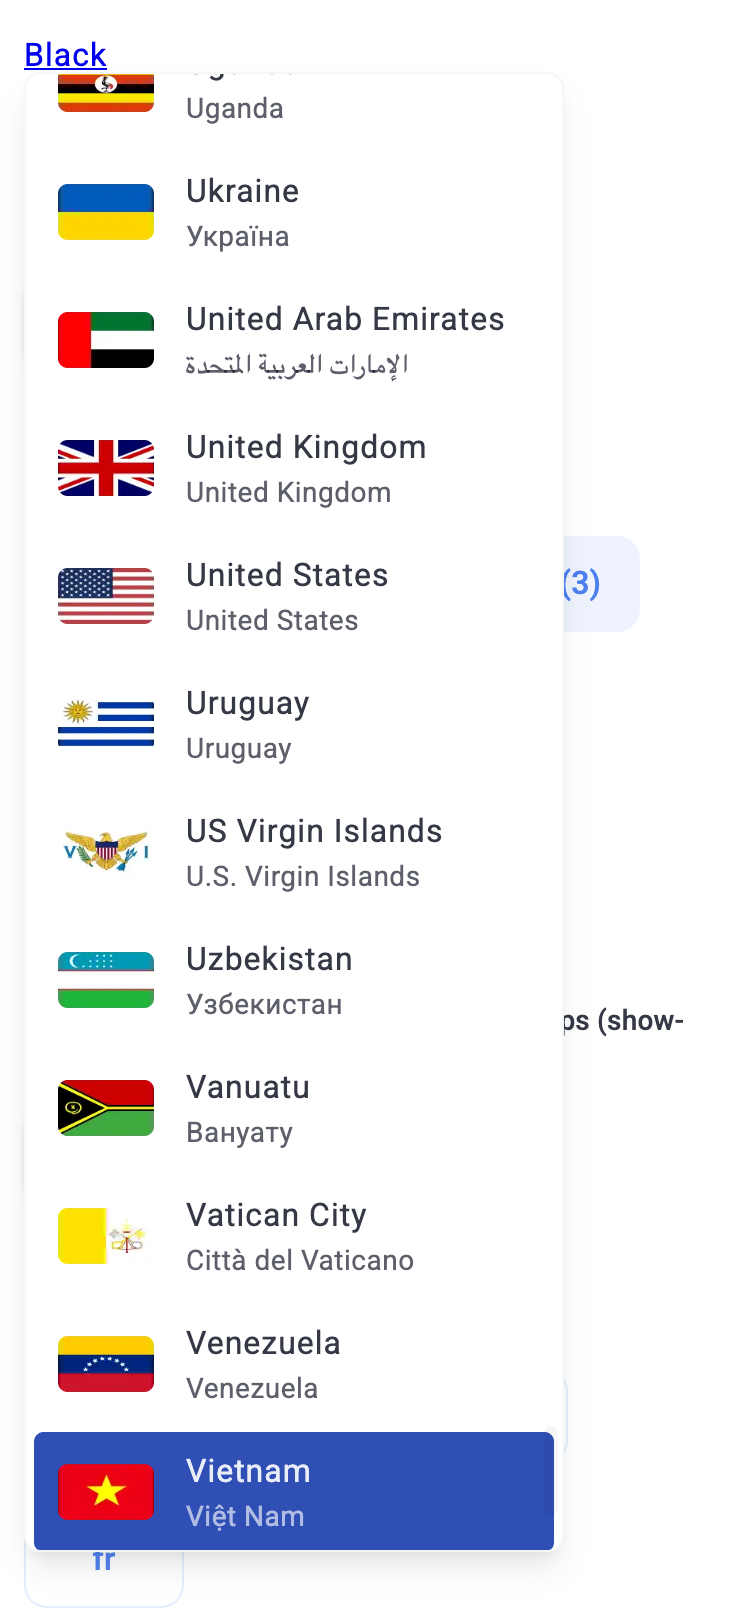 Black
Uganda
Ukraine
Україна
United Arab Emirates
الإمارات العربية المتحدة
United Kingdom
United Kingdom
United States
United States
(3)
Uruguay
Uruguay
US Virgin Islands
V I
U.S. Virgin Islands
Uzbekistan
Узбекистан
ps (show-
Vanuatu
Вануату
Vatican City
Città del Vaticano
Venezuela
Venezuela
Vietnam
Việt Nam
fr